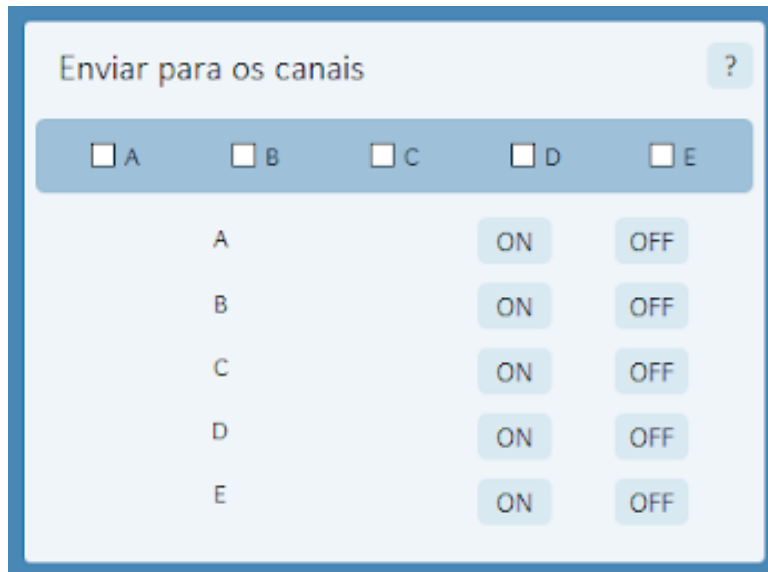 Enviar para os canais ?
A B C D E
A ON OFF
B ON OFF
C ON OFF
D ON OFF
E ON OFF